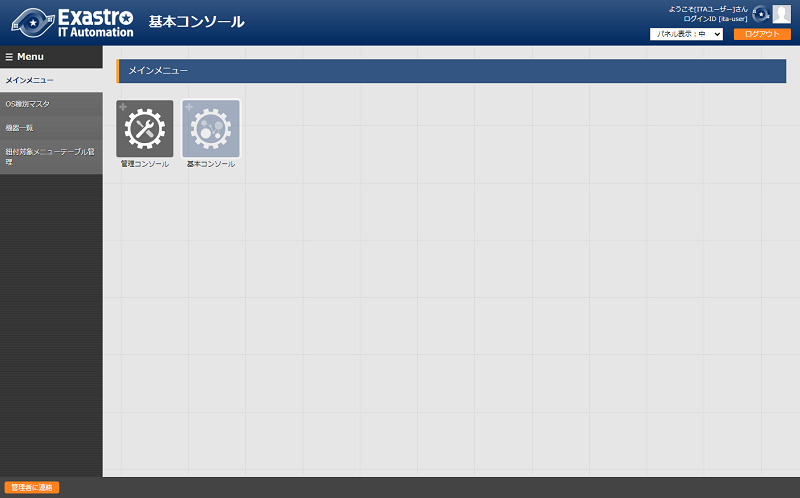 Exastro
IT Automation
基本コンソール
ようこそ[ITAユーザー]さん
ログインID [ita-user]
パネル表示：中
ログアウト
☰ Menu
メインメニュー
OS種別マスタ
機器一覧
紐付対象メニューテーブル管
理
メインメニュー
管理コンソール
基本コンソール
管理者に連絡